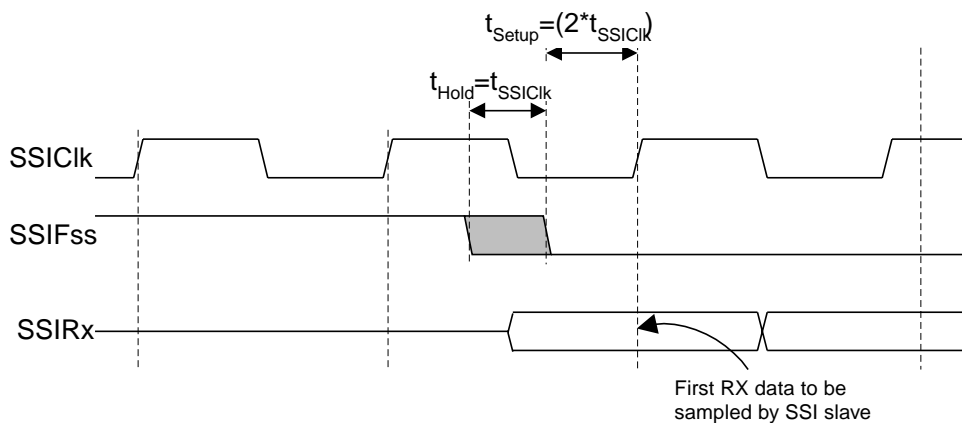 tSetup=(2*tSSIClk)
tHold=tSSIClk
SSIClk
SSIFss
SSIRx
First RX data to be
sampled by SSI slave